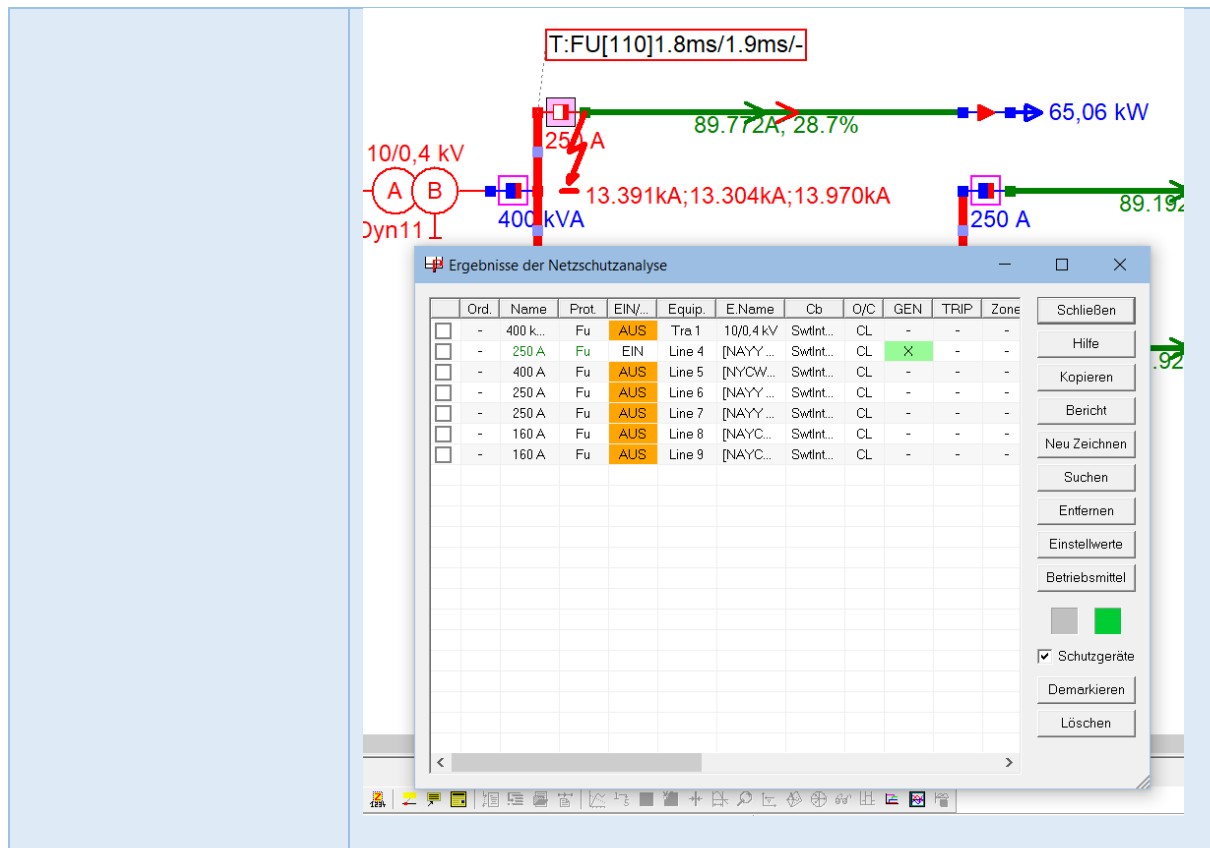 T:FU[110]1.8ms/1.9ms/-
250 A
89.772A, 28.7%
65,06 kW
10/0,4 kV
A B
Dyn11
400 kVA
13.391kA;13.304kA;13.970kA
250 A
89.192
Ergebnisse der Netzschutzanalyse
Ord. Name Prot. EIN/... Equip. E.Name Cb O/C GEN TRIP Zone
- 400 k... Fu AUS Tra 1 10/0,4 kV SwtInt... CL - - -
- 250 A Fu EIN Line 4 [NAYY ... SwtInt... CL X - -
- 400 A Fu AUS Line 5 [NYCW... SwtInt... CL - - -
- 250 A Fu AUS Line 6 [NAYY ... SwtInt... CL - - -
- 250 A Fu AUS Line 7 [NAYY ... SwtInt... CL - - -
- 160 A Fu AUS Line 8 [NAYC... SwtInt... CL - - -
- 160 A Fu AUS Line 9 [NAYC... SwtInt... CL - - -
Schließen
Hilfe
.92
Kopieren
Bericht
Neu Zeichnen
Suchen
Entfernen
Einstellwerte
Betriebsmittel
Schutzgeräte
Demarkieren
Löschen